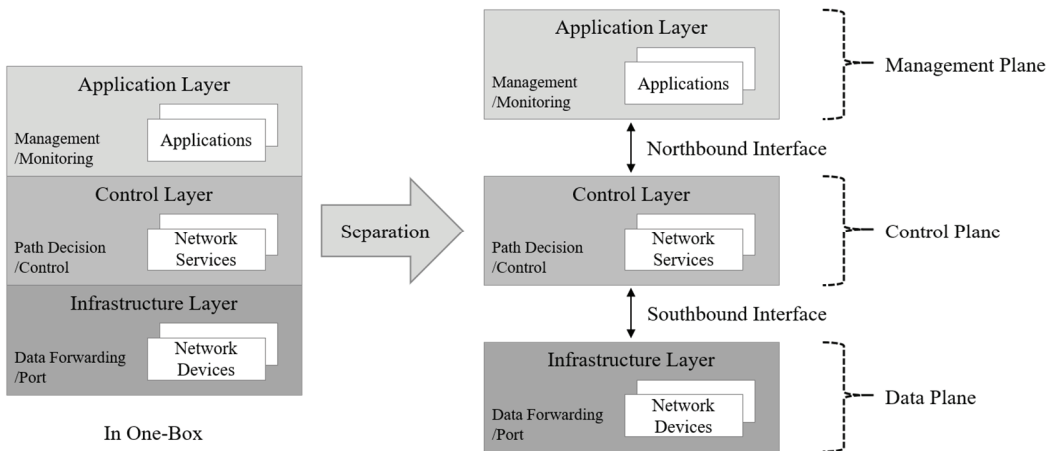 Application Layer
Management
/Monitoring
Applications
Control Layer
Path Decision
/Control
Network
Services
Infrastructure Layer
Data Forwarding
/Port
Network
Devices
In One-Box
Separation
Application Layer
Management
/Monitoring
Applications
Northbound Interface
Control Layer
Path Decision
/Control
Network
Services
Southbound Interface
Infrastructure Layer
Data Forwarding
/Port
Network
Devices
Management Plane
Control Plane
Data Plane